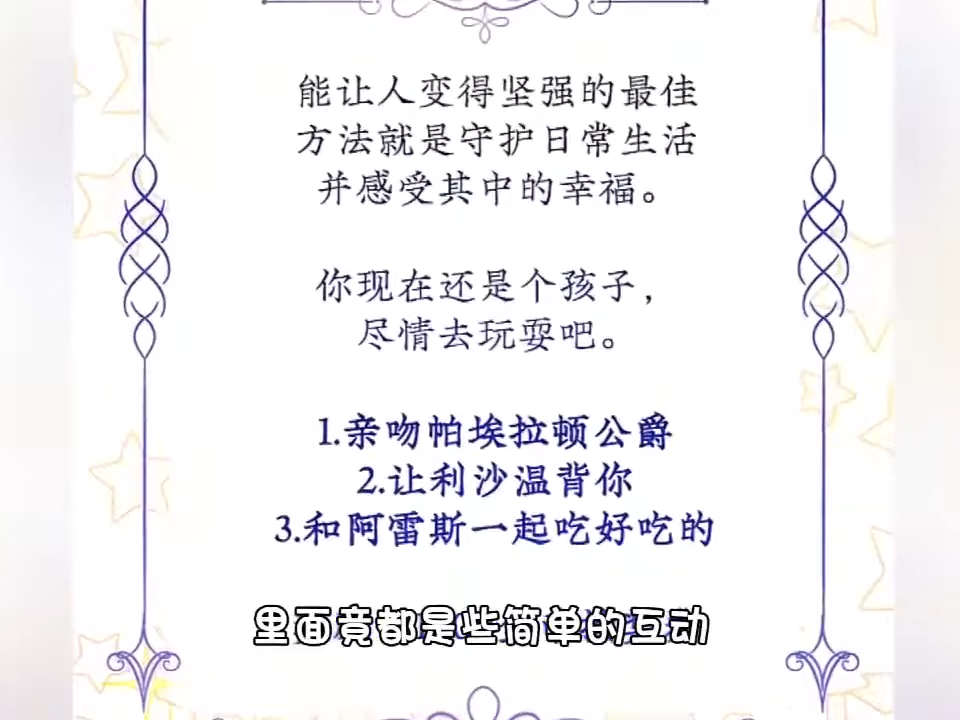 能让人变得坚强的最佳
方法就是守护日常生活
并感受其中的幸福。
你现在还是个孩子，
尽情去玩耍吧。
1.亲吻帕埃拉顿公爵
2.让利沙温背你
3.和阿雷斯一起吃好吃的
里面竟都是些简单的互动